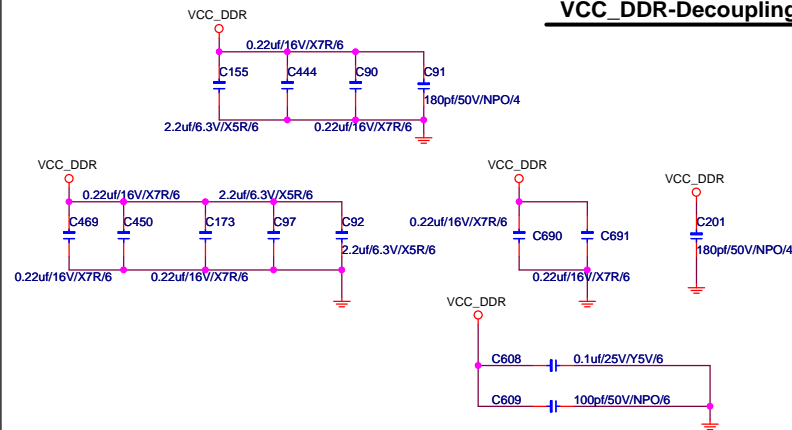 VCC_DDR-Decoupling
VCC_DDR
0.22uf/16V/X7R/6
C155 C444 C90 C91
180pf/50V/NPO/4
2.2uf/6.3V/X5R/6 0.22uf/16V/X7R/6
VCC_DDR VCC_DDR VCC_DDR
0.22uf/16V/X7R/6 2.2uf/6.3V/X5R/6
C469 C450 C173 C97 C92 0.22uf/16V/X7R/6 C201
C690 C691
2.2uf/6.3V/X5R/6 180pf/50V/NPO/4
0.22uf/16V/X7R/6 0.22uf/16V/X7R/6 0.22uf/16V/X7R/6
VCC_DDR
C608 0.1uf/25V/Y5V/6
C609 100pf/50V/NPO/6